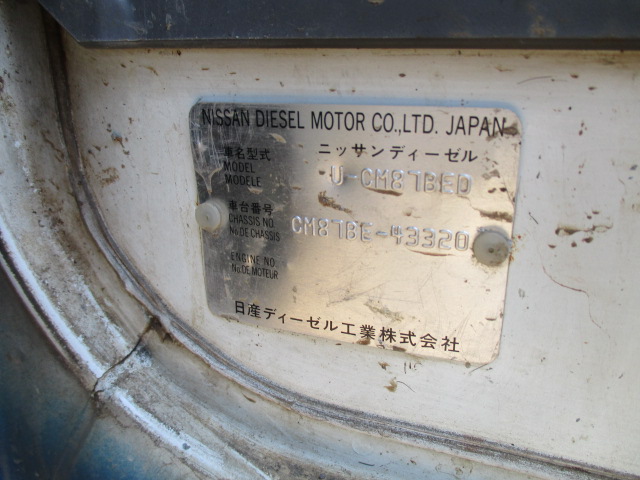 NISSAN DIESEL MOTOR CO.,LTD. JAPAN
車名型式 ニッサンディーゼル
MODEL
MODELE U-CM87BED
車台番号
CHASSIS NO.
No.DE CHASSIS CM87BE-43320
ENGINE NO.
No.DE MOTEUR
日産ディーゼル工業株式会社